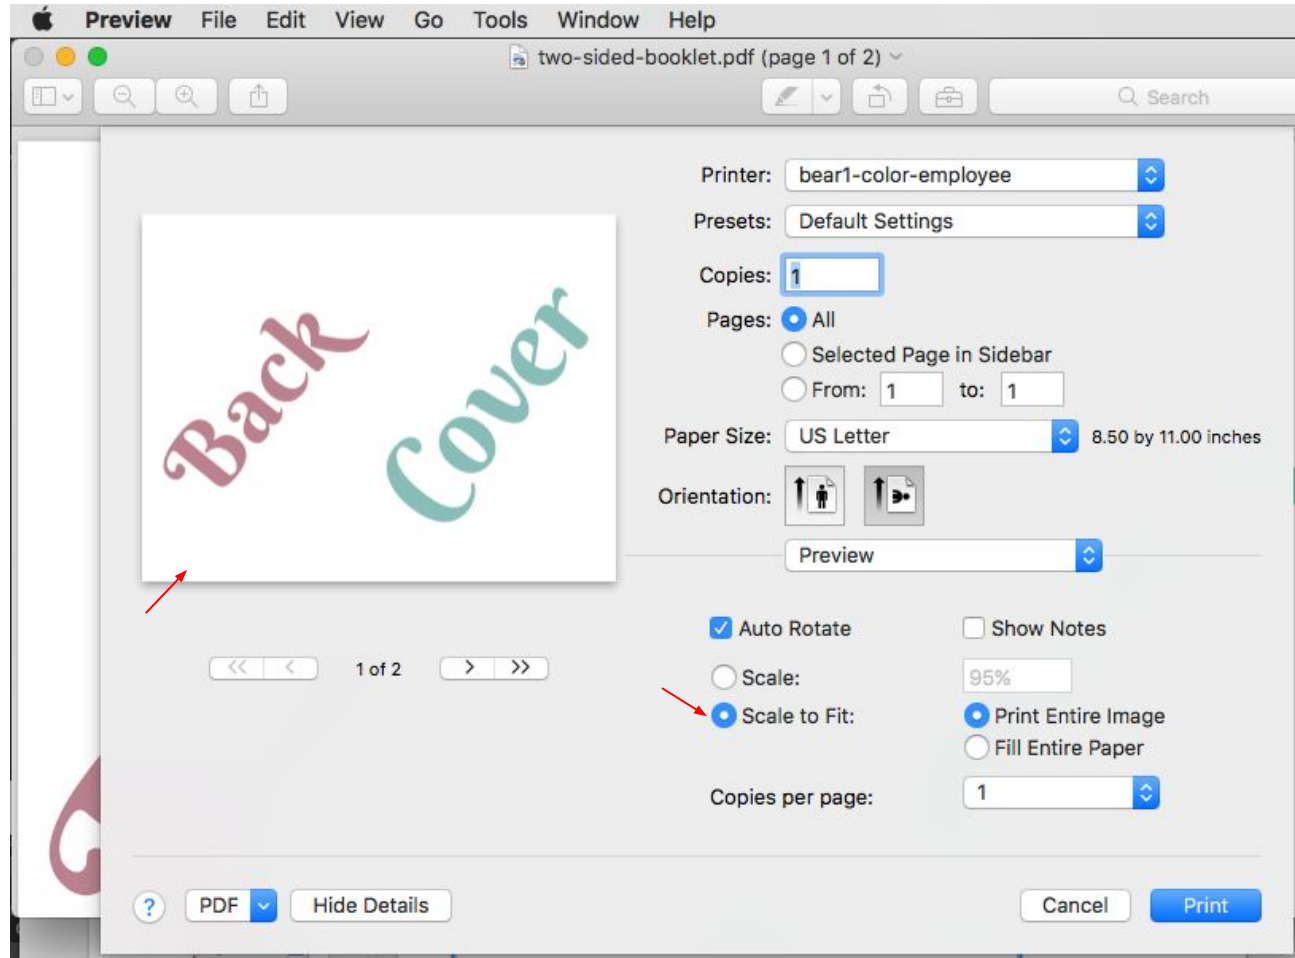 Preview File Edit View Go Tools Window Help
two-sided-booklet.pdf (page 1 of 2)
Search
Printer: bear1-color-employee
Presets: Default Settings
Copies: 1
Pages: All
Selected Page in Sidebar
From: 1 to: 1
Paper Size: US Letter 8.50 by 11.00 inches
Orientation:
Back Cover
Preview
Auto Rotate Show Notes
1 of 2
Scale: 95%
Scale to Fit: Print Entire Image
Fill Entire Paper
Copies per page: 1
? PDF Hide Details Cancel Print